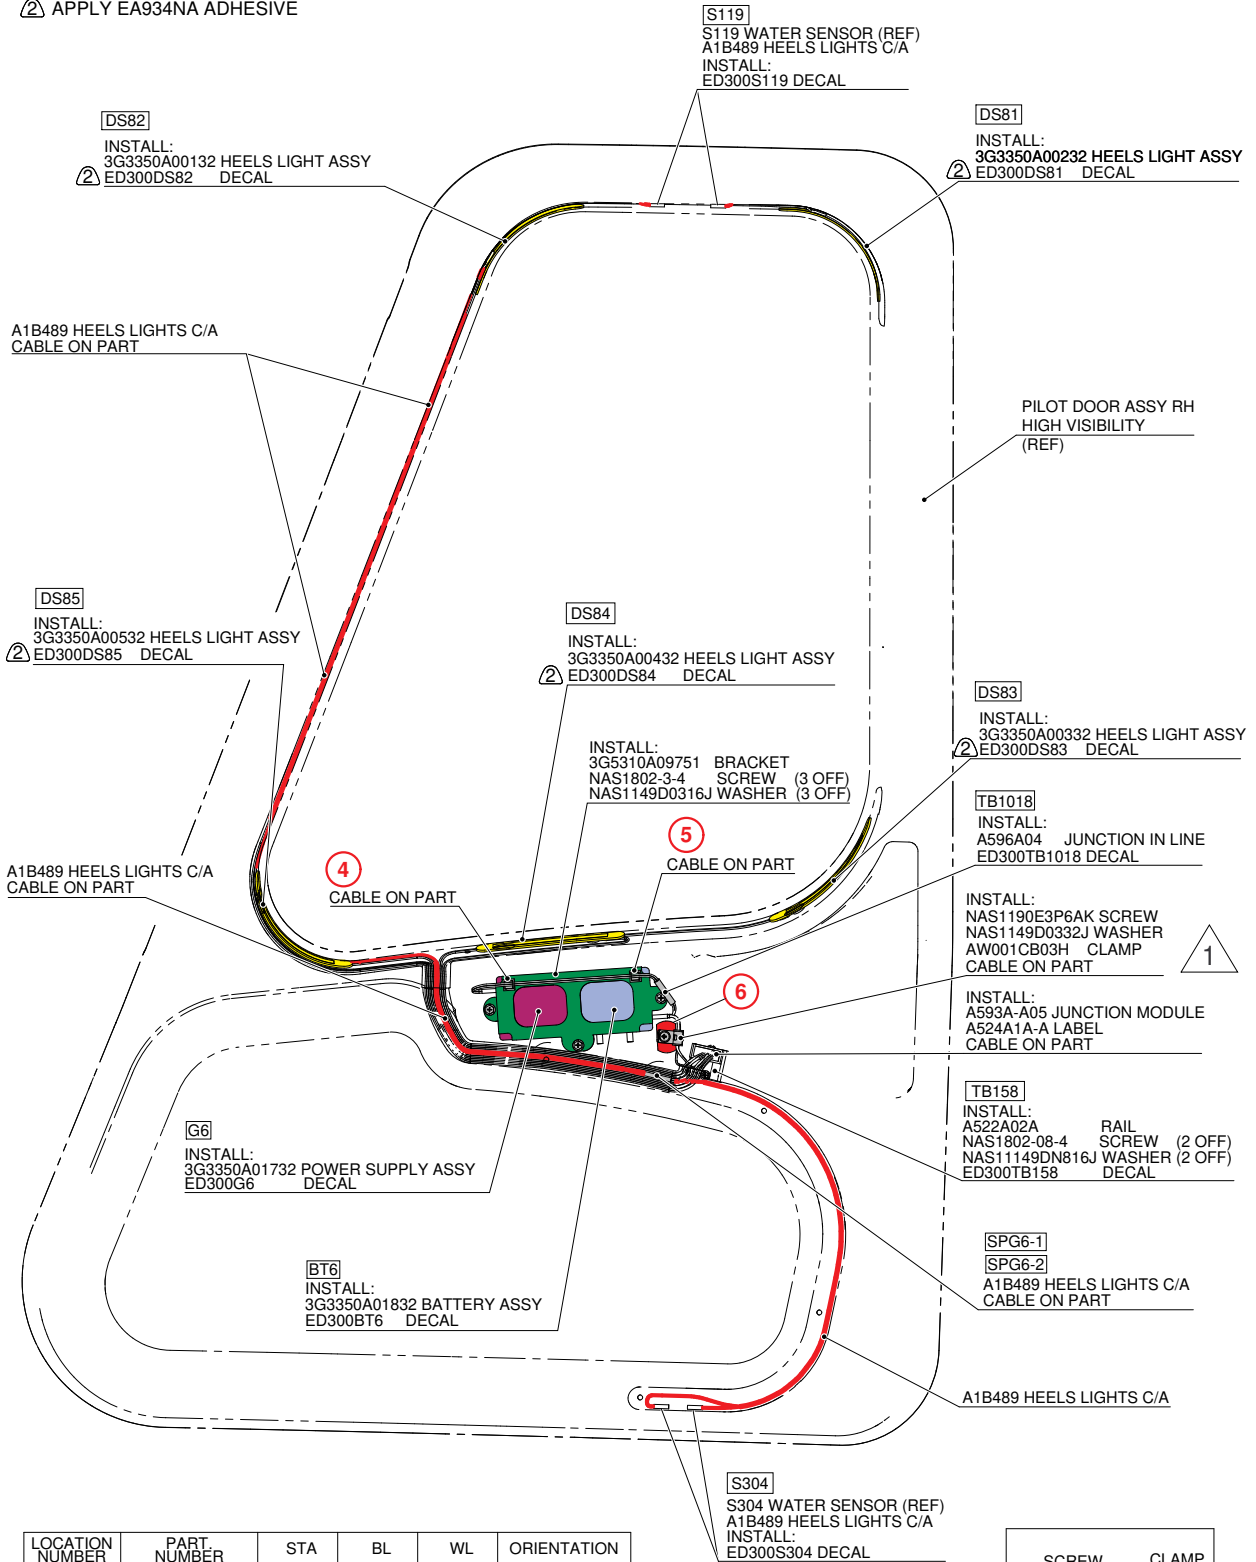 2 APPLY EA934NA ADHESIVE
S119
S119 WATER SENSOR (REF)
A1B489 HEELS LIGHTS C/A
INSTALL:
ED300S119 DECAL
DS82
INSTALL:
3G3350A00132 HEELS LIGHT ASSY
2 ED300DS82 DECAL
DS81
INSTALL:
3G3350A00232 HEELS LIGHT ASSY
2 ED300DS81 DECAL
A1B489 HEELS LIGHTS C/A
CABLE ON PART
PILOT DOOR ASSY RH
HIGH VISIBILITY
(REF)
DS85
INSTALL:
3G3350A00532 HEELS LIGHT ASSY
2 ED300DS85 DECAL
DS84
INSTALL:
3G3350A00432 HEELS LIGHT ASSY
2 ED300DS84 DECAL
DS83
INSTALL:
3G3350A00332 HEELS LIGHT ASSY
2 ED300DS83 DECAL
INSTALL:
3G5310A09751 BRACKET
NAS1802-3-4 SCREW (3 OFF)
NAS1149D0316J WASHER (3 OFF)
TB1018
INSTALL:
A596A04 JUNCTION IN LINE
ED300TB1018 DECAL
5
CABLE ON PART
4
CABLE ON PART
A1B489 HEELS LIGHTS C/A
CABLE ON PART
INSTALL:
NAS1190E3P6AK SCREW
NAS1149D0332J WASHER
AW001CB03H CLAMP
CABLE ON PART
1
6
INSTALL:
A593A-A05 JUNCTION MODULE
A524A1A-A LABEL
CABLE ON PART
TB158
INSTALL:
A522A02A RAIL
NAS1802-08-4 SCREW (2 OFF)
NAS11149DN816J WASHER (2 OFF)
ED300TB158 DECAL
G6
INSTALL:
3G3350A01732 POWER SUPPLY ASSY
ED300G6 DECAL
SPG6-1
SPG6-2
A1B489 HEELS LIGHTS C/A
CABLE ON PART
BT6
INSTALL:
3G3350A01832 BATTERY ASSY
ED300BT6 DECAL
A1B489 HEELS LIGHTS C/A
S304
S304 WATER SENSOR (REF)
A1B489 HEELS LIGHTS C/A
INSTALL:
ED300S304 DECAL
LOCATION NUMBER PART. NUMBER STA BL WL ORIENTATION
SCREW CLAMP